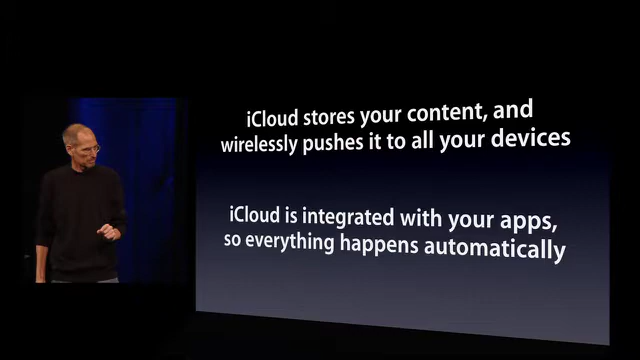 iCloud stores your content, and
wirelessly pushes it to all your devices
iCloud is integrated with your apps,
so everything happens automatically